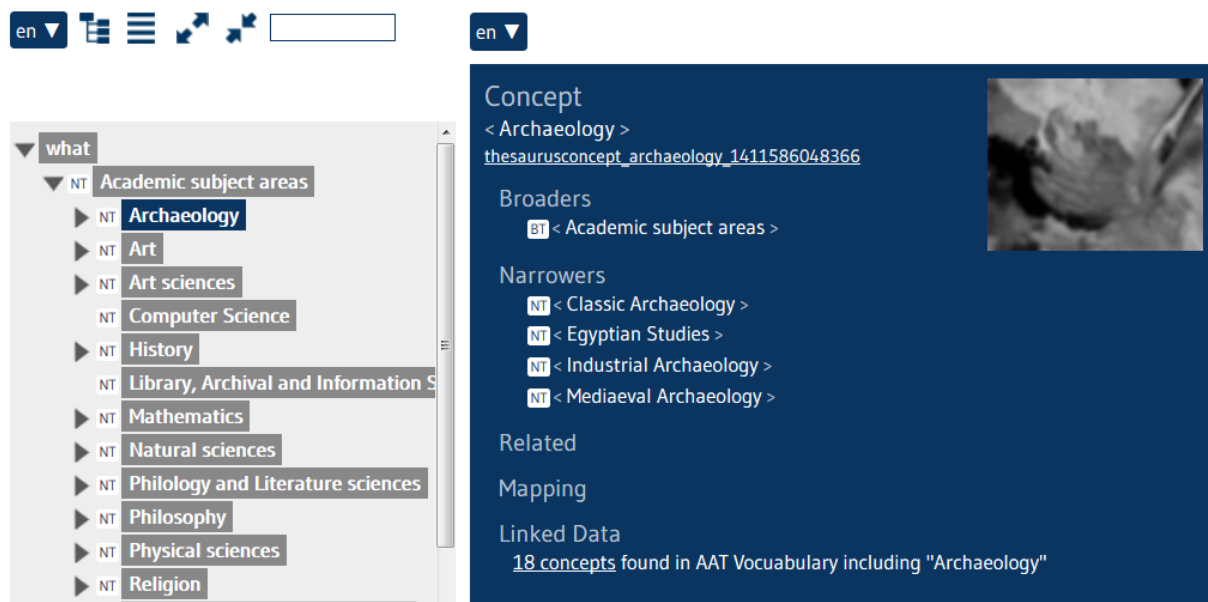 en ▼
what
NT Academic subject areas
NT Archaeology
NT Art
NT Art sciences
NT Computer Science
NT History
NT Library, Archival and Information S
NT Mathematics
NT Natural sciences
NT Philology and Literature sciences
NT Philosophy
NT Physical sciences
NT Religion
en ▼
Concept
< Archaeology >
thesaurusconcept_archaeology_1411586048366
Broaders
BT < Academic subject areas >
Narrowers
NT < Classic Archaeology >
NT < Egyptian Studies >
NT < Industrial Archaeology >
NT < Mediaeval Archaeology >
Related
Mapping
Linked Data
18 concepts found in AAT Vocuabulary including "Archaeology"